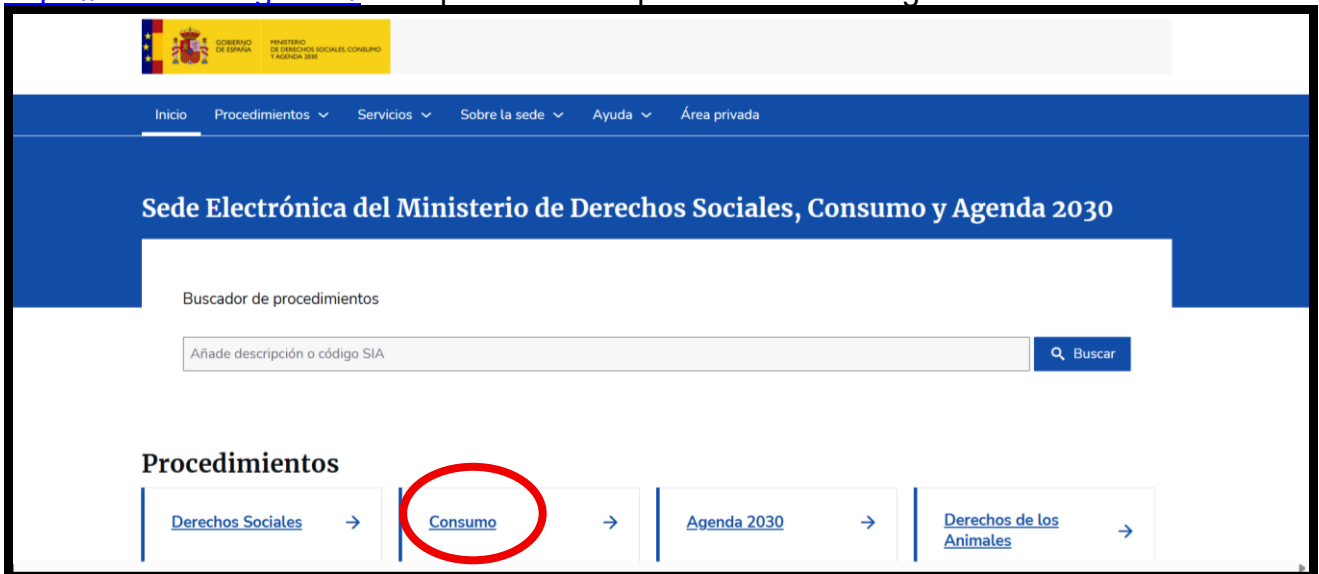 GOBIERNO DE ESPAÑA
MINISTERIO DE DERECHOS SOCIALES, CONSUMO Y AGENDA 2030
Inicio Procedimientos Servicios Sobre la sede Ayuda Área privada
Sede Electrónica del Ministerio de Derechos Sociales, Consumo y Agenda 2030
Buscador de procedimientos
Añade descripción o código SIA Buscar
Procedimientos
Derechos Sociales Consumo Agenda 2030 Derechos de los
Animales